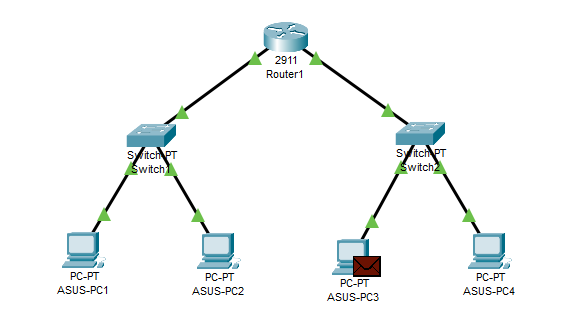 2911
Router1
Switch-PT
Switch1
Switch-PT
Switch2
PC-PT
ASUS-PC1
PC-PT
ASUS-PC2
PC-PT
ASUS-PC3
PC-PT
ASUS-PC4